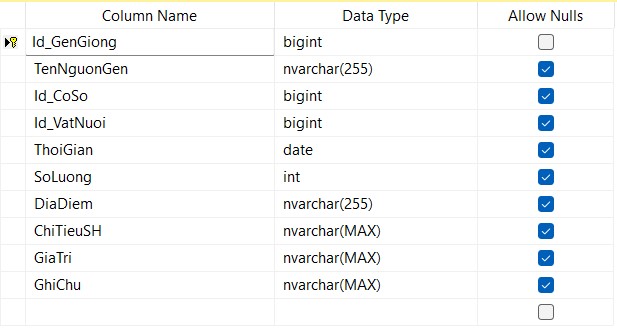 Column Name Data Type Allow Nulls
Id_GenGiong bigint
TenNguonGen nvarchar(255)
Id_CoSo bigint
Id_VatNuoi bigint
ThoiGian date
SoLuong int
DiaDiem nvarchar(255)
ChiTieuSH nvarchar(MAX)
GiaTri nvarchar(MAX)
GhiChu nvarchar(MAX)